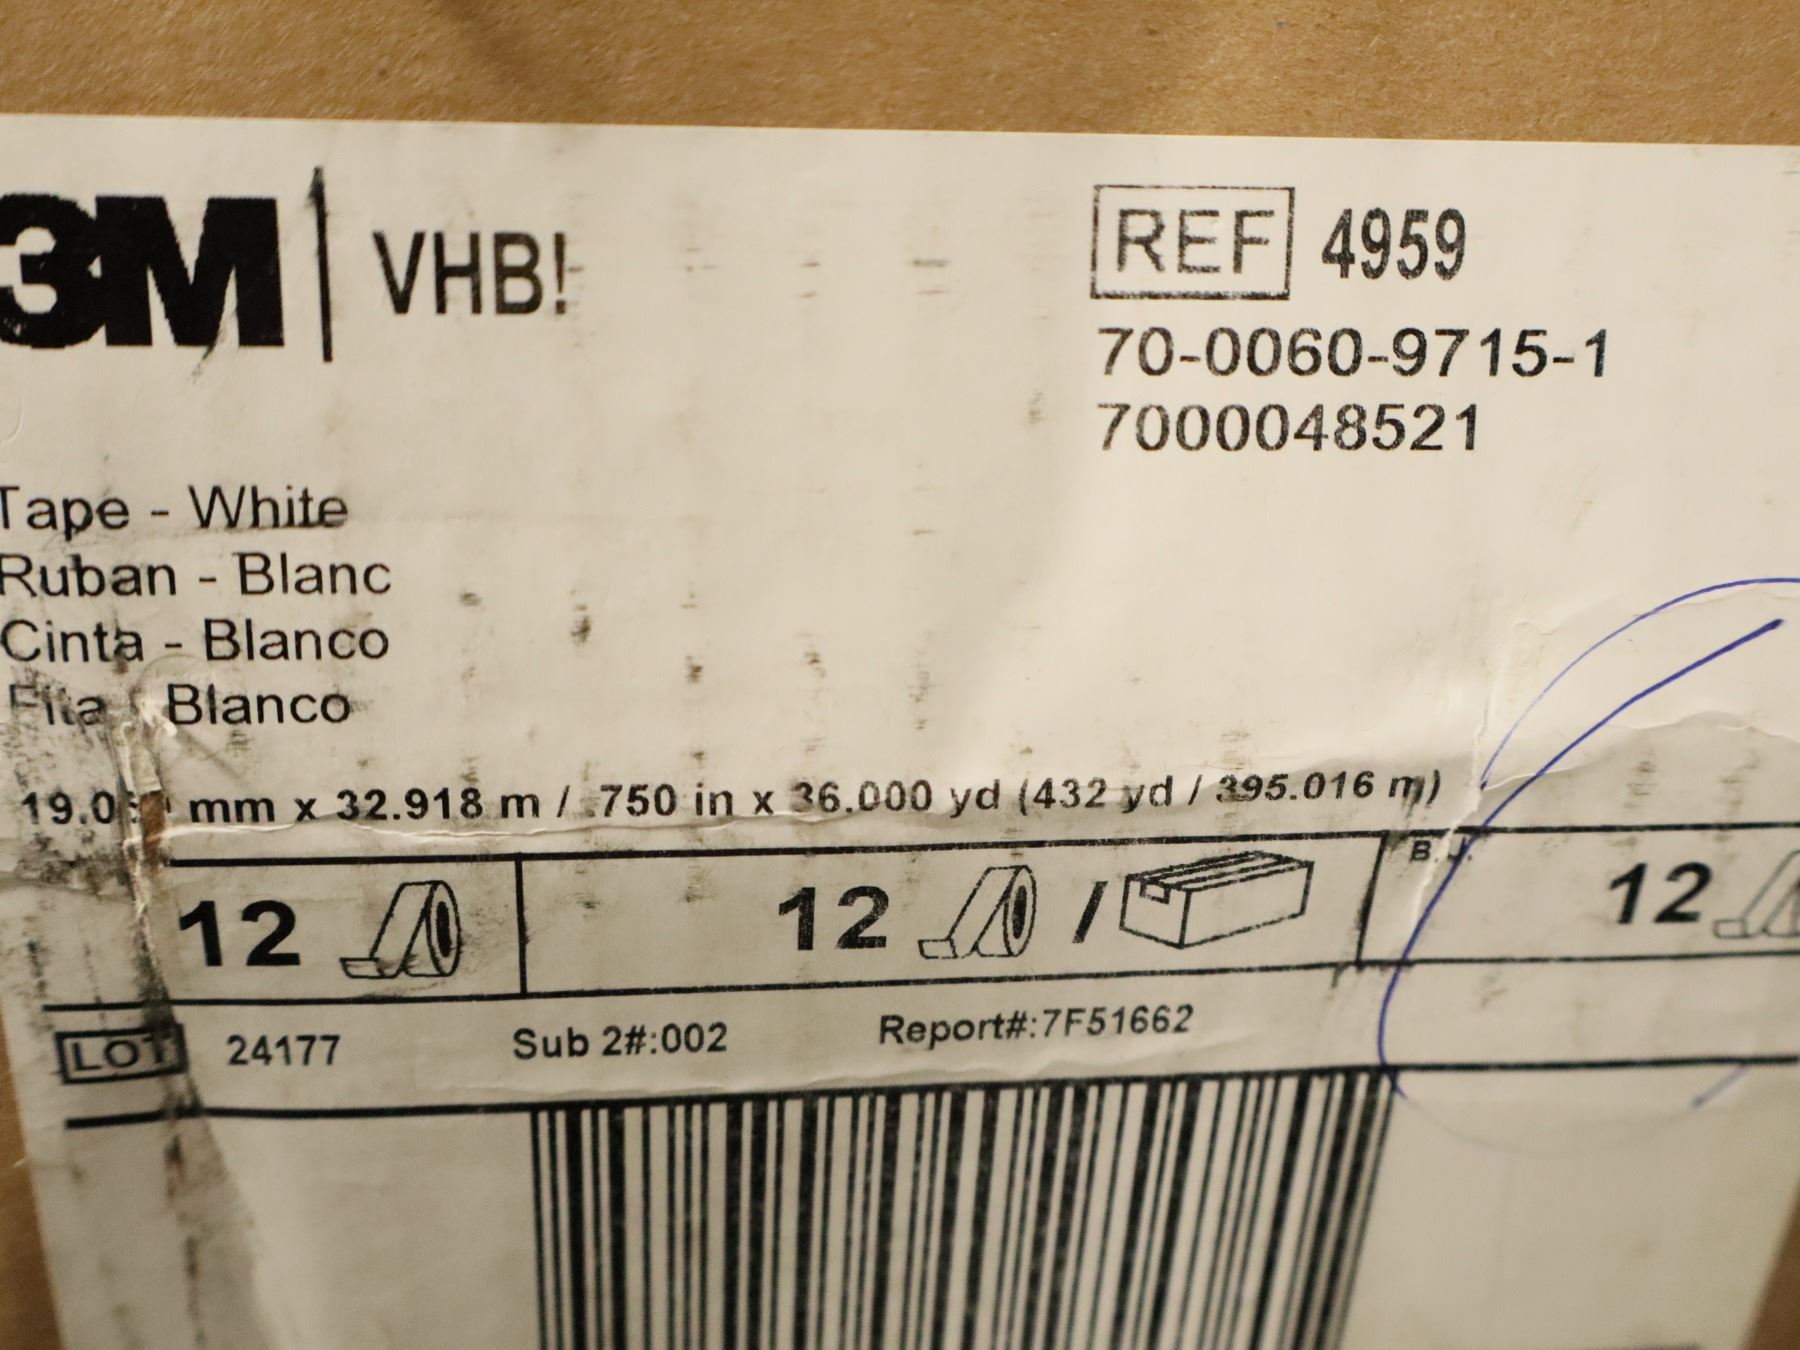 3M | VHB!
REF 4959
70-0060-9715-1
7000048521
Tape - White
Ruban - Blanc
Cinta - Blanco
Fita - Blanco
mm x 32.918 m / .750 in x 36.000 yd (432 yd / 395.016 m)
12 12 / B.J. 12
LOT 24177 Sub 2#:002 Report#:7F51662